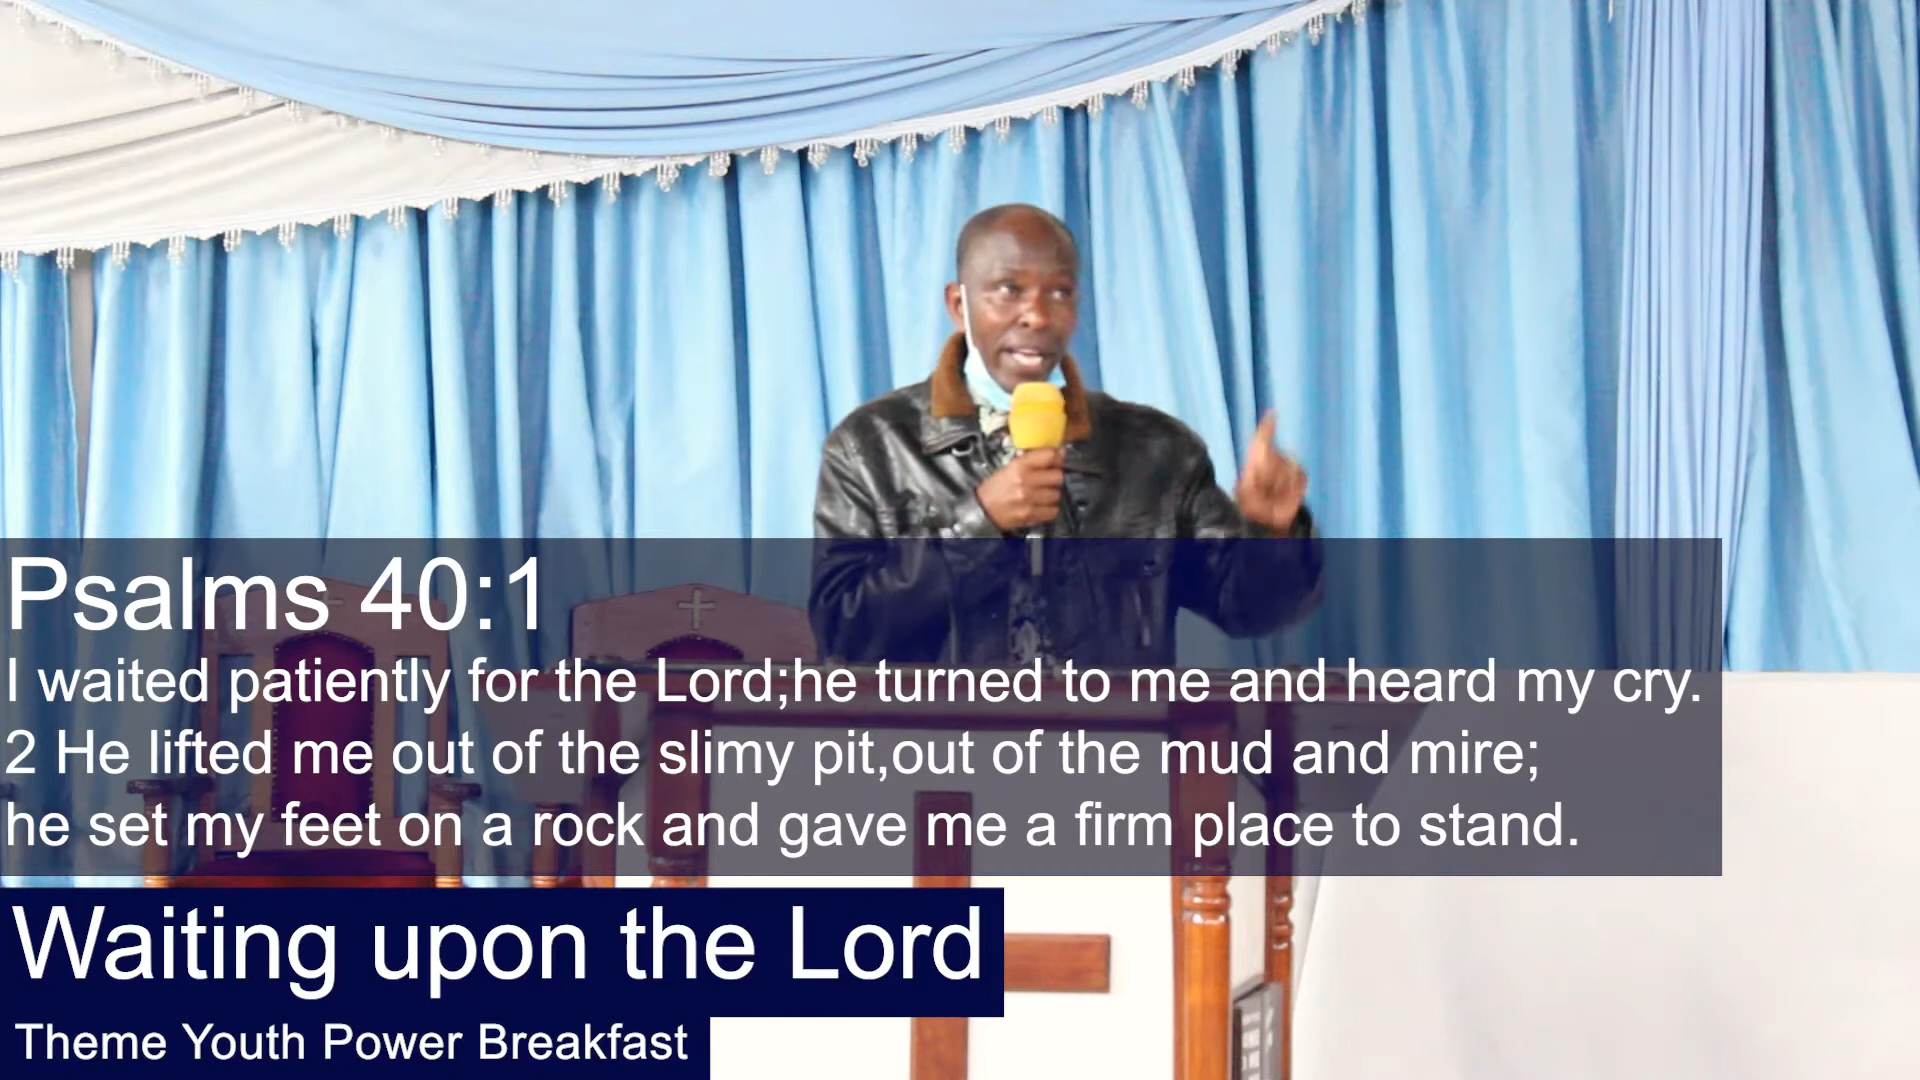 Psalms 40:1
I waited patiently for the Lord;he turned to me and heard my cry.
2 He lifted me out of the slimy pit,out of the mud and mire;
he set my feet on a rock and gave me a firm place to stand.
Waiting upon the Lord
Theme Youth Power Breakfast